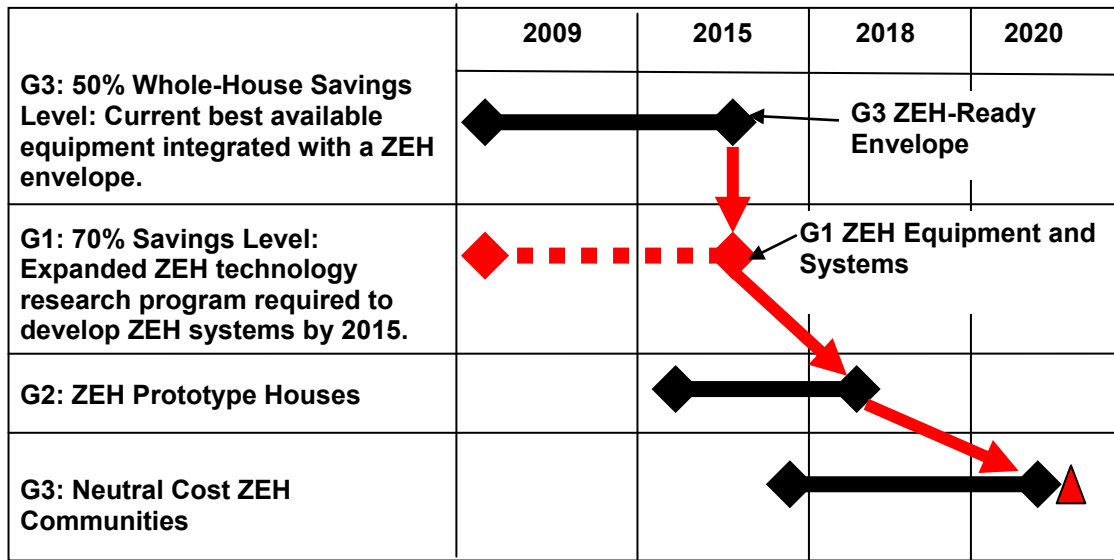 2009 2015 2018 2020
G3: 50% Whole-House Savings
Level: Current best available
equipment integrated with a ZEH
envelope.
G3 ZEH-Ready
Envelope
G1: 70% Savings Level:
Expanded ZEH technology
research program required to
develop ZEH systems by 2015.
G1 ZEH Equipment and
Systems
G2: ZEH Prototype Houses
G3: Neutral Cost ZEH
Communities